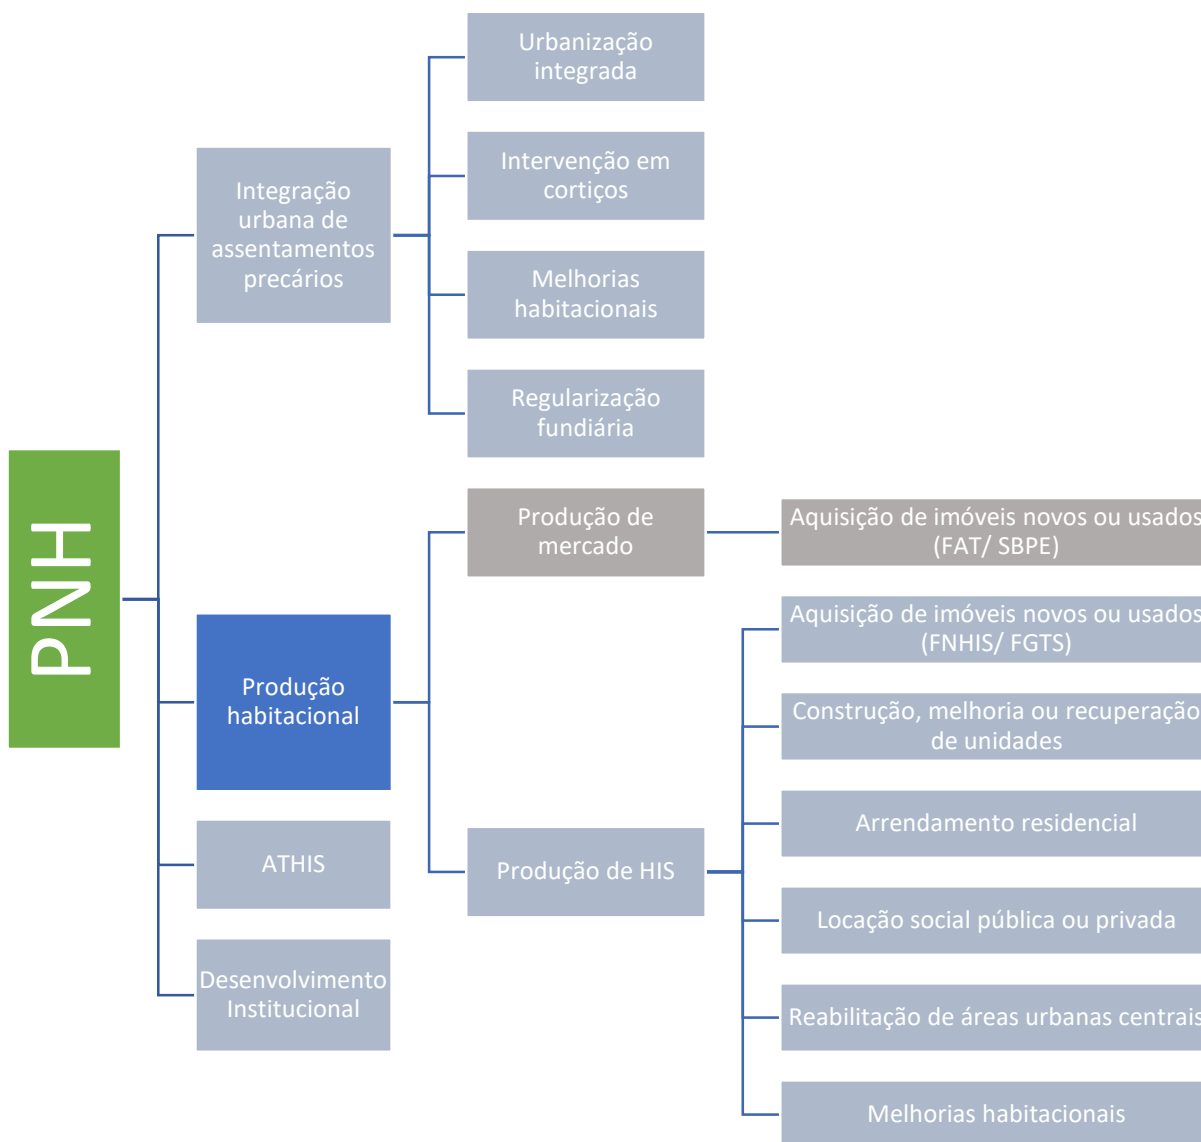 PNH
Integração
urbana de
assentamentos
precários
Urbanização
integrada
Intervenção em
cortiços
Melhorias
habitacionais
Regularização
fundiária
Produção
habitacional
Produção de
mercado
Aquisição de imóveis novos ou usados
(FAT/ SBPE)
Produção de HIS
Aquisição de imóveis novos ou usados
(FNHIS/ FGTS)
Construção, melhoria ou recuperação
de unidades
Arrendamento residencial
Locação social pública ou privada
Reabilitação de áreas urbanas centrais
Melhorias habitacionais
ATHIS
Desenvolvimento
Institucional